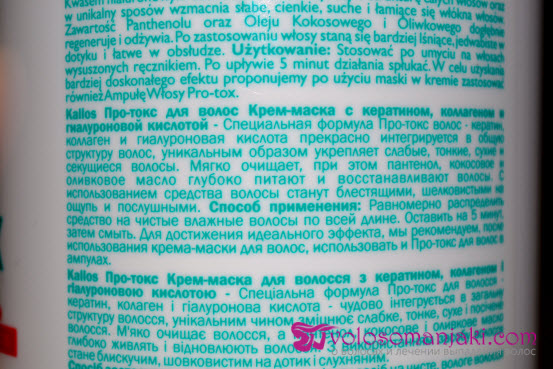 w unikalny sposów wzmacnia słabe, cienkie, suche i łamiące się włókna włosów.
Zawartość Panthenolu oraz Oleju Kokosowego i Oliwkowego dogłębnie
regeneruje i odżywia. Po zastosowaniu włosy staną się bardziej lśniące, jedwabiste w
dotyku i łatwe w obsłudze. Użytkowanie: Stosować po umyciu na włosach
wysuszonych ręcznikiem. Po upływie 5 minut działania spłukać. W celu uzyskania
bardziej doskonałego efektu proponujemy po użyciu maski w kremie zastosować
również Ampułę Włosy Pro-tox.
Kallos Про-токс для волос Крем-маска с кератином, коллагеном и
гиалуроновой кислотой - Специальная формула Про-токс волос - кератин,
коллаген и гиалуроновая кислота прекрасно интегрируется в общую
структуру волос, уникальным образом укрепляет слабые, тонкие, сухие и
секущиеся волосы. Мягко очищает, при этом пантенол, кокосовое и
оливковое масло глубоко питают и восстанавливают волосы. С
использованием средства волосы станут блестящими, шелковистыми на
ощупь и послушными. Способ применения: Равномерно распределить
средство на чистые влажные волосы по всей длине. Оставить на 5 минут,
затем смыть. Для достижения идеального эффекта, мы рекомендуем, после
использования крема-маски для волос, использовать и Про-токс для волос в
ампулах.
Kallos Про-токс Крем-маска для волосся з кератином, колагеном і
гіалуроновою кислотою - Спеціальна формула Про-токс для волосся -
кератин, колаген і гіалуронова кислота - чудово інтегрується в загальну
структуру волосся, унікальним чином зміцнює слабке, тонке, сухе і посічене
волосся. М'яко очищає волосся, а кокосове і оливкове масло
глибоко живлять і відновлюють волосся. З використанням
стане блискучим, шовковистим на дотик і слухняним.
volosomanjaki.com